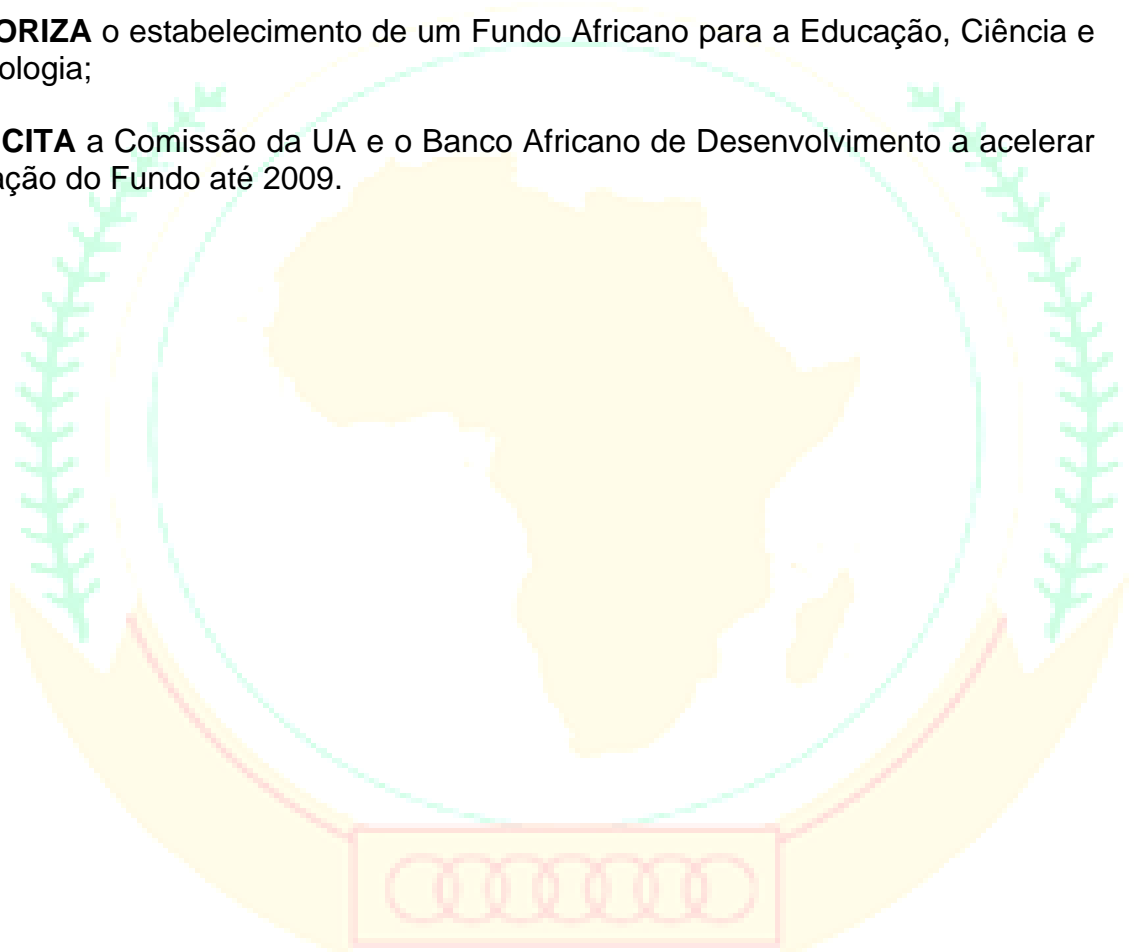 ORIZA o estabelecimento de um Fundo Africano para a Educação, Ciência e
ologia;
CITA a Comissão da UA e o Banco Africano de Desenvolvimento a acelerar
ação do Fundo até 2009.